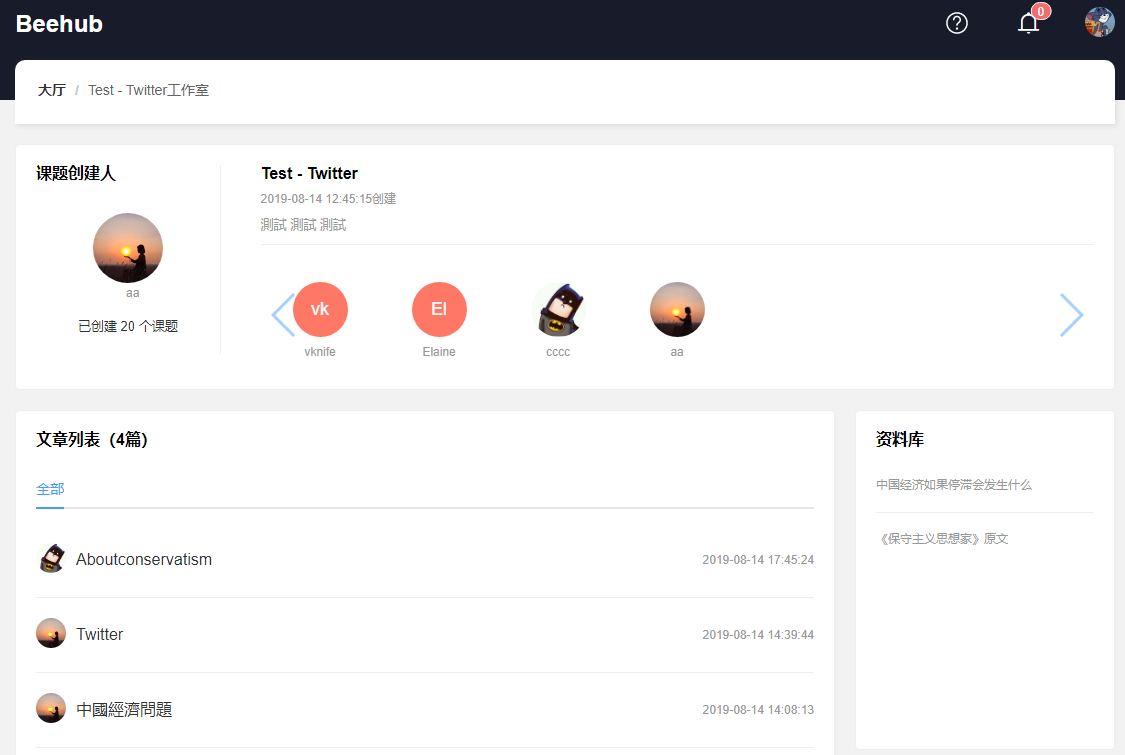 Beehub
0
大厅 / Test - Twitter工作室
课题创建人
aa
已创建 20 个课题
Test - Twitter
2019-08-14 12:45:15创建
測試 測試 測試
vk El
vknife Elaine cccc aa
文章列表（4篇）
全部
Aboutconservatism 2019-08-14 17:45:24
Twitter 2019-08-14 14:39:44
中國經濟問題 2019-08-14 14:08:13
资料库
中国经济如果停滞会发生什么
《保守主义思想家》原文